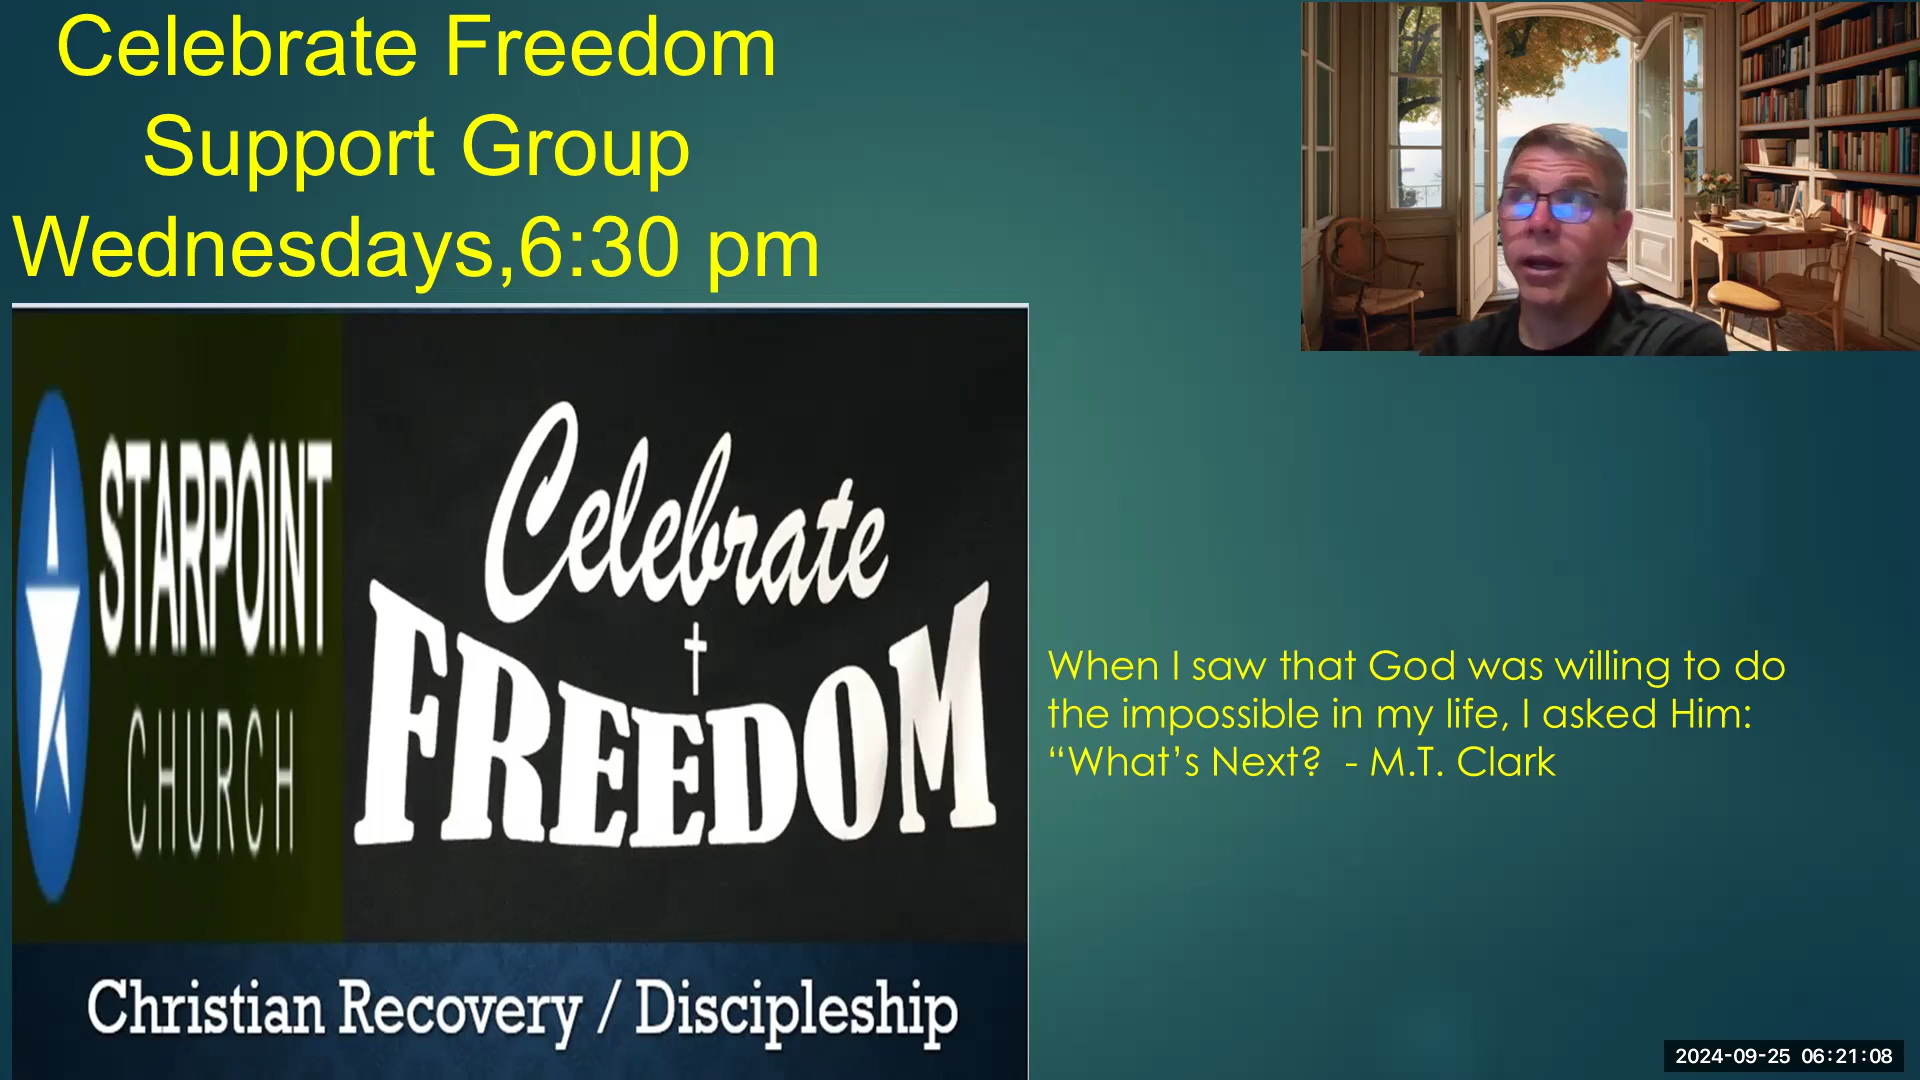 Celebrate Freedom
Support Group
Wednesdays,6:30 pm
STARPOINT
CHURCH
Celebrate
FREEDOM
Christian Recovery / Discipleship
When I saw that God was willing to do
the impossible in my life, I asked Him:
“What’s Next?  - M.T. Clark
2024-09-25 06:21:08